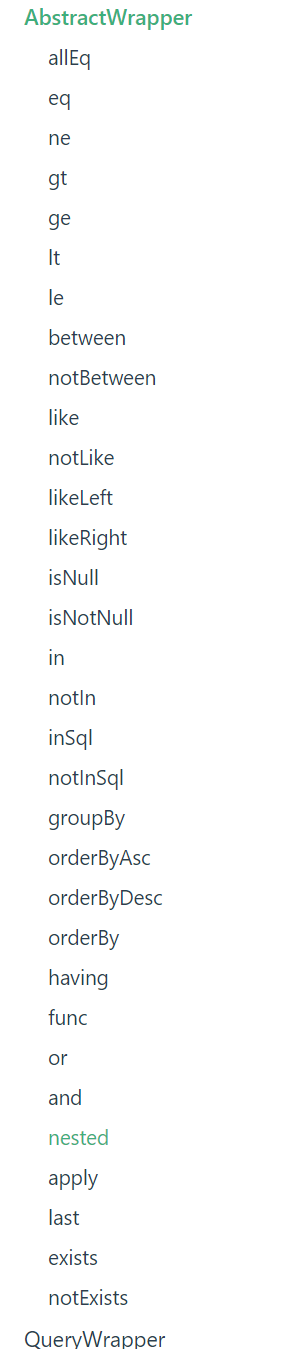 AbstractWrapper
allEq
eq
ne
gt
ge
lt
le
between
notBetween
like
notLike
likeLeft
likeRight
isNull
isNotNull
in
notIn
inSql
notInSql
groupBy
orderByAsc
orderByDesc
orderBy
having
func
or
and
nested
apply
last
exists
notExists
QueryWrapper